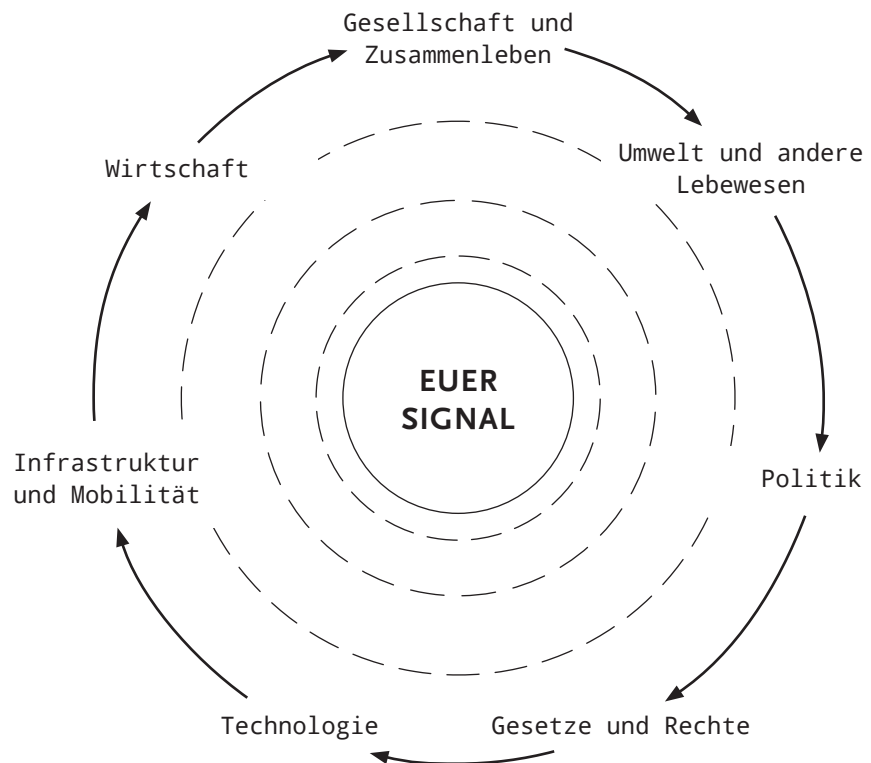 Gesellschaft und
Zusammenleben
Umwelt und andere
Lebewesen
Wirtschaft
EUER
SIGNAL
Infrastruktur
und Mobilität
Politik
Technologie
Gesetze und Rechte